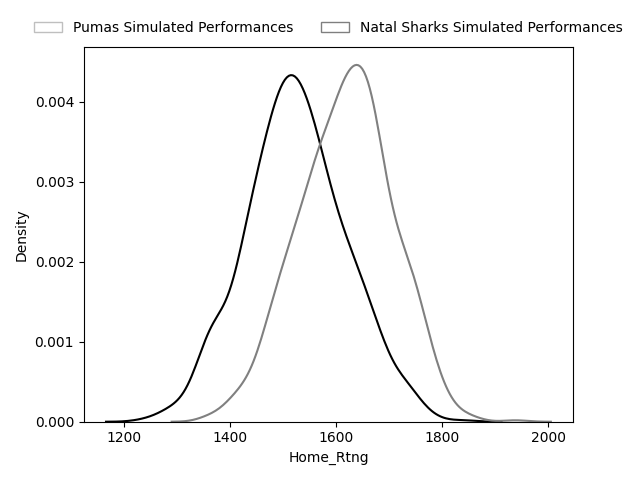 Pumas Simulated Performances
Natal Sharks Simulated Performances
0.004
0.003
0.002
0.001
0.000
Density
1200 1400 1600 1800 2000
Home_Rtng